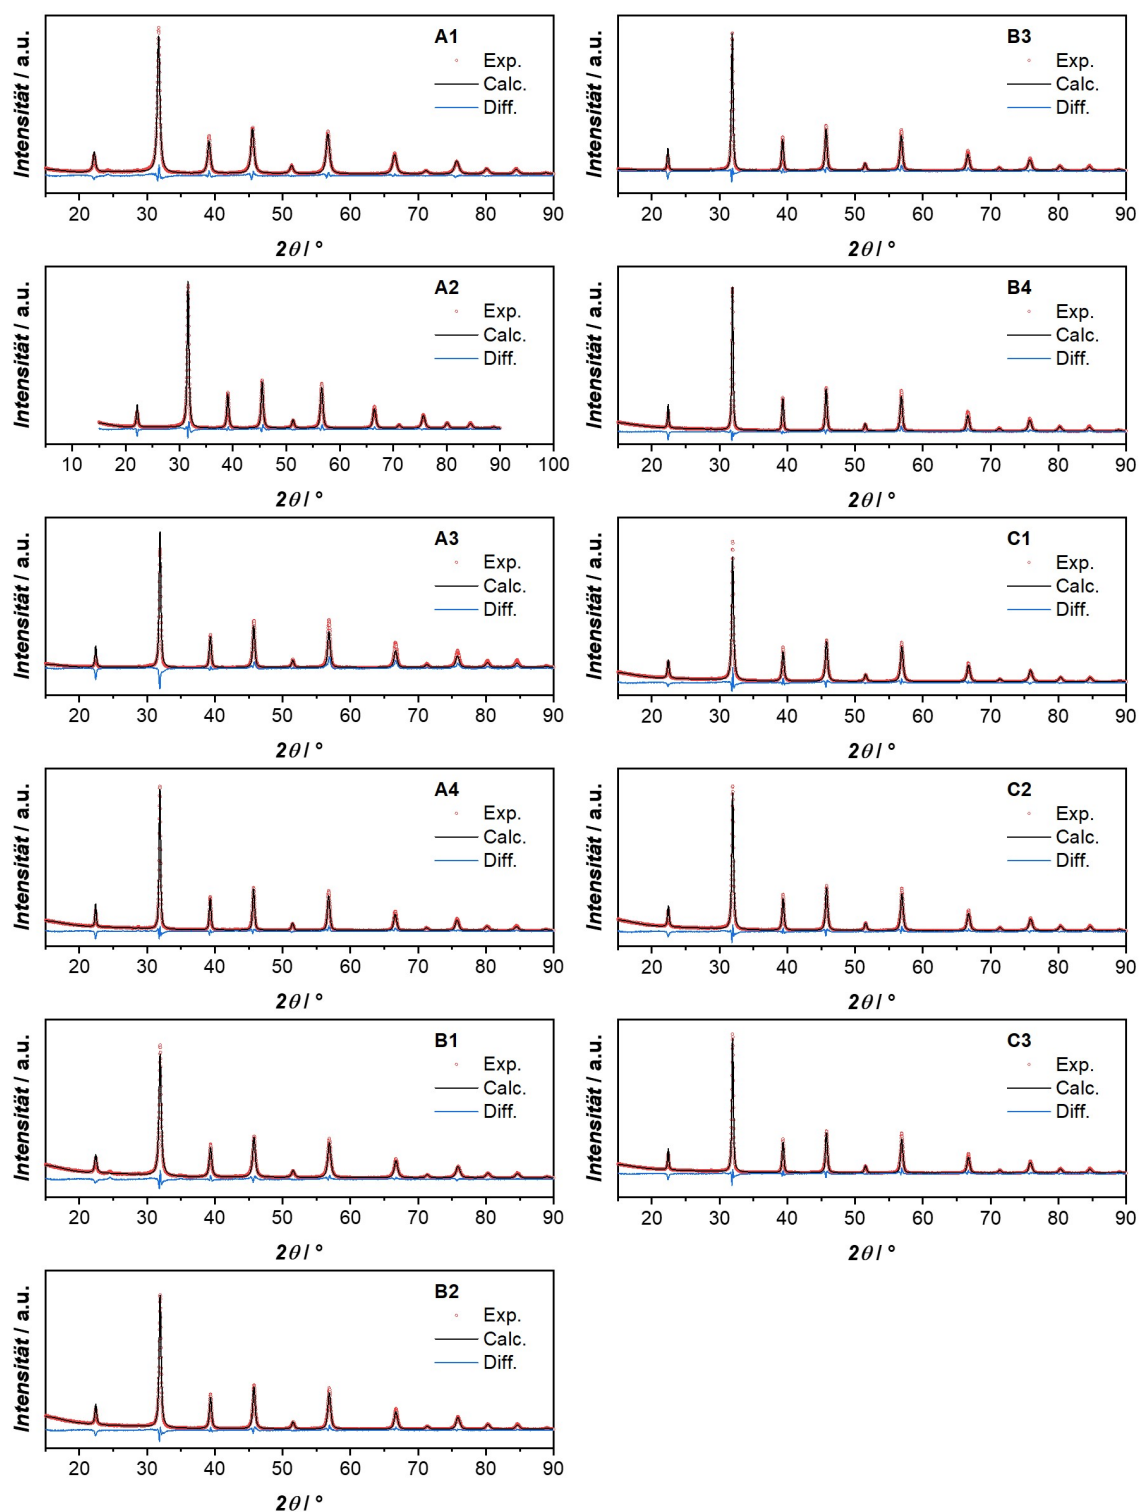 A1
Exp.
Calc.
Diff.
Intensität / a.u.
20 30 40 50 60 70 80 90
2θ / °
B3
Exp.
Calc.
Diff.
Intensität / a.u.
20 30 40 50 60 70 80 90
2θ / °
A2
Exp.
Calc.
Diff.
Intensität / a.u.
10 20 30 40 50 60 70 80 90 100
2θ / °
B4
Exp.
Calc.
Diff.
Intensität / a.u.
20 30 40 50 60 70 80 90
2θ / °
A3
Exp.
Calc.
Diff.
Intensität / a.u.
20 30 40 50 60 70 80 90
2θ / °
C1
Exp.
Calc.
Diff.
Intensität / a.u.
20 30 40 50 60 70 80 90
2θ / °
A4
Exp.
Calc.
Diff.
Intensität / a.u.
20 30 40 50 60 70 80 90
2θ / °
C2
Exp.
Calc.
Diff.
Intensität / a.u.
20 30 40 50 60 70 80 90
2θ / °
B1
Exp.
Calc.
Diff.
Intensität / a.u.
20 30 40 50 60 70 80 90
2θ / °
C3
Exp.
Calc.
Diff.
Intensität / a.u.
20 30 40 50 60 70 80 90
2θ / °
B2
Exp.
Calc.
Diff.
Intensität / a.u.
20 30 40 50 60 70 80 90
2θ / °